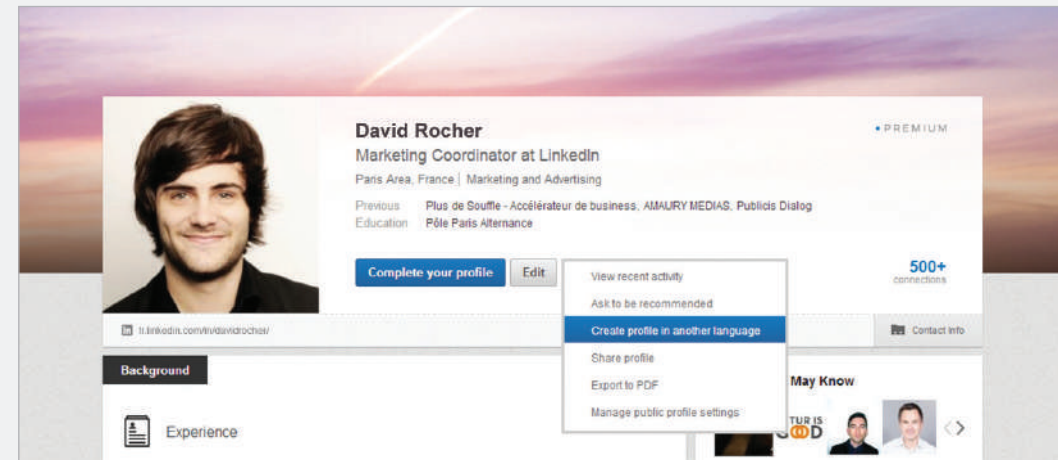 David Rocher
PREMIUM
Marketing Coordinator at LinkedIn
Paris Area, France | Marketing and Advertising
Previous Plus de Souffle - Accélérateur de business, AMAURY MEDIAS, Publicis Dialog
Education Pôle Paris Alternance
Complete your profile Edit
500+
connections
View recent activity
Ask to be recommended
Create profile in another language
Share profile
Export to PDF
Manage public profile settings
in fr.linkedin.com/in/davidrocher/
Contact Info
Background
Experience
May Know